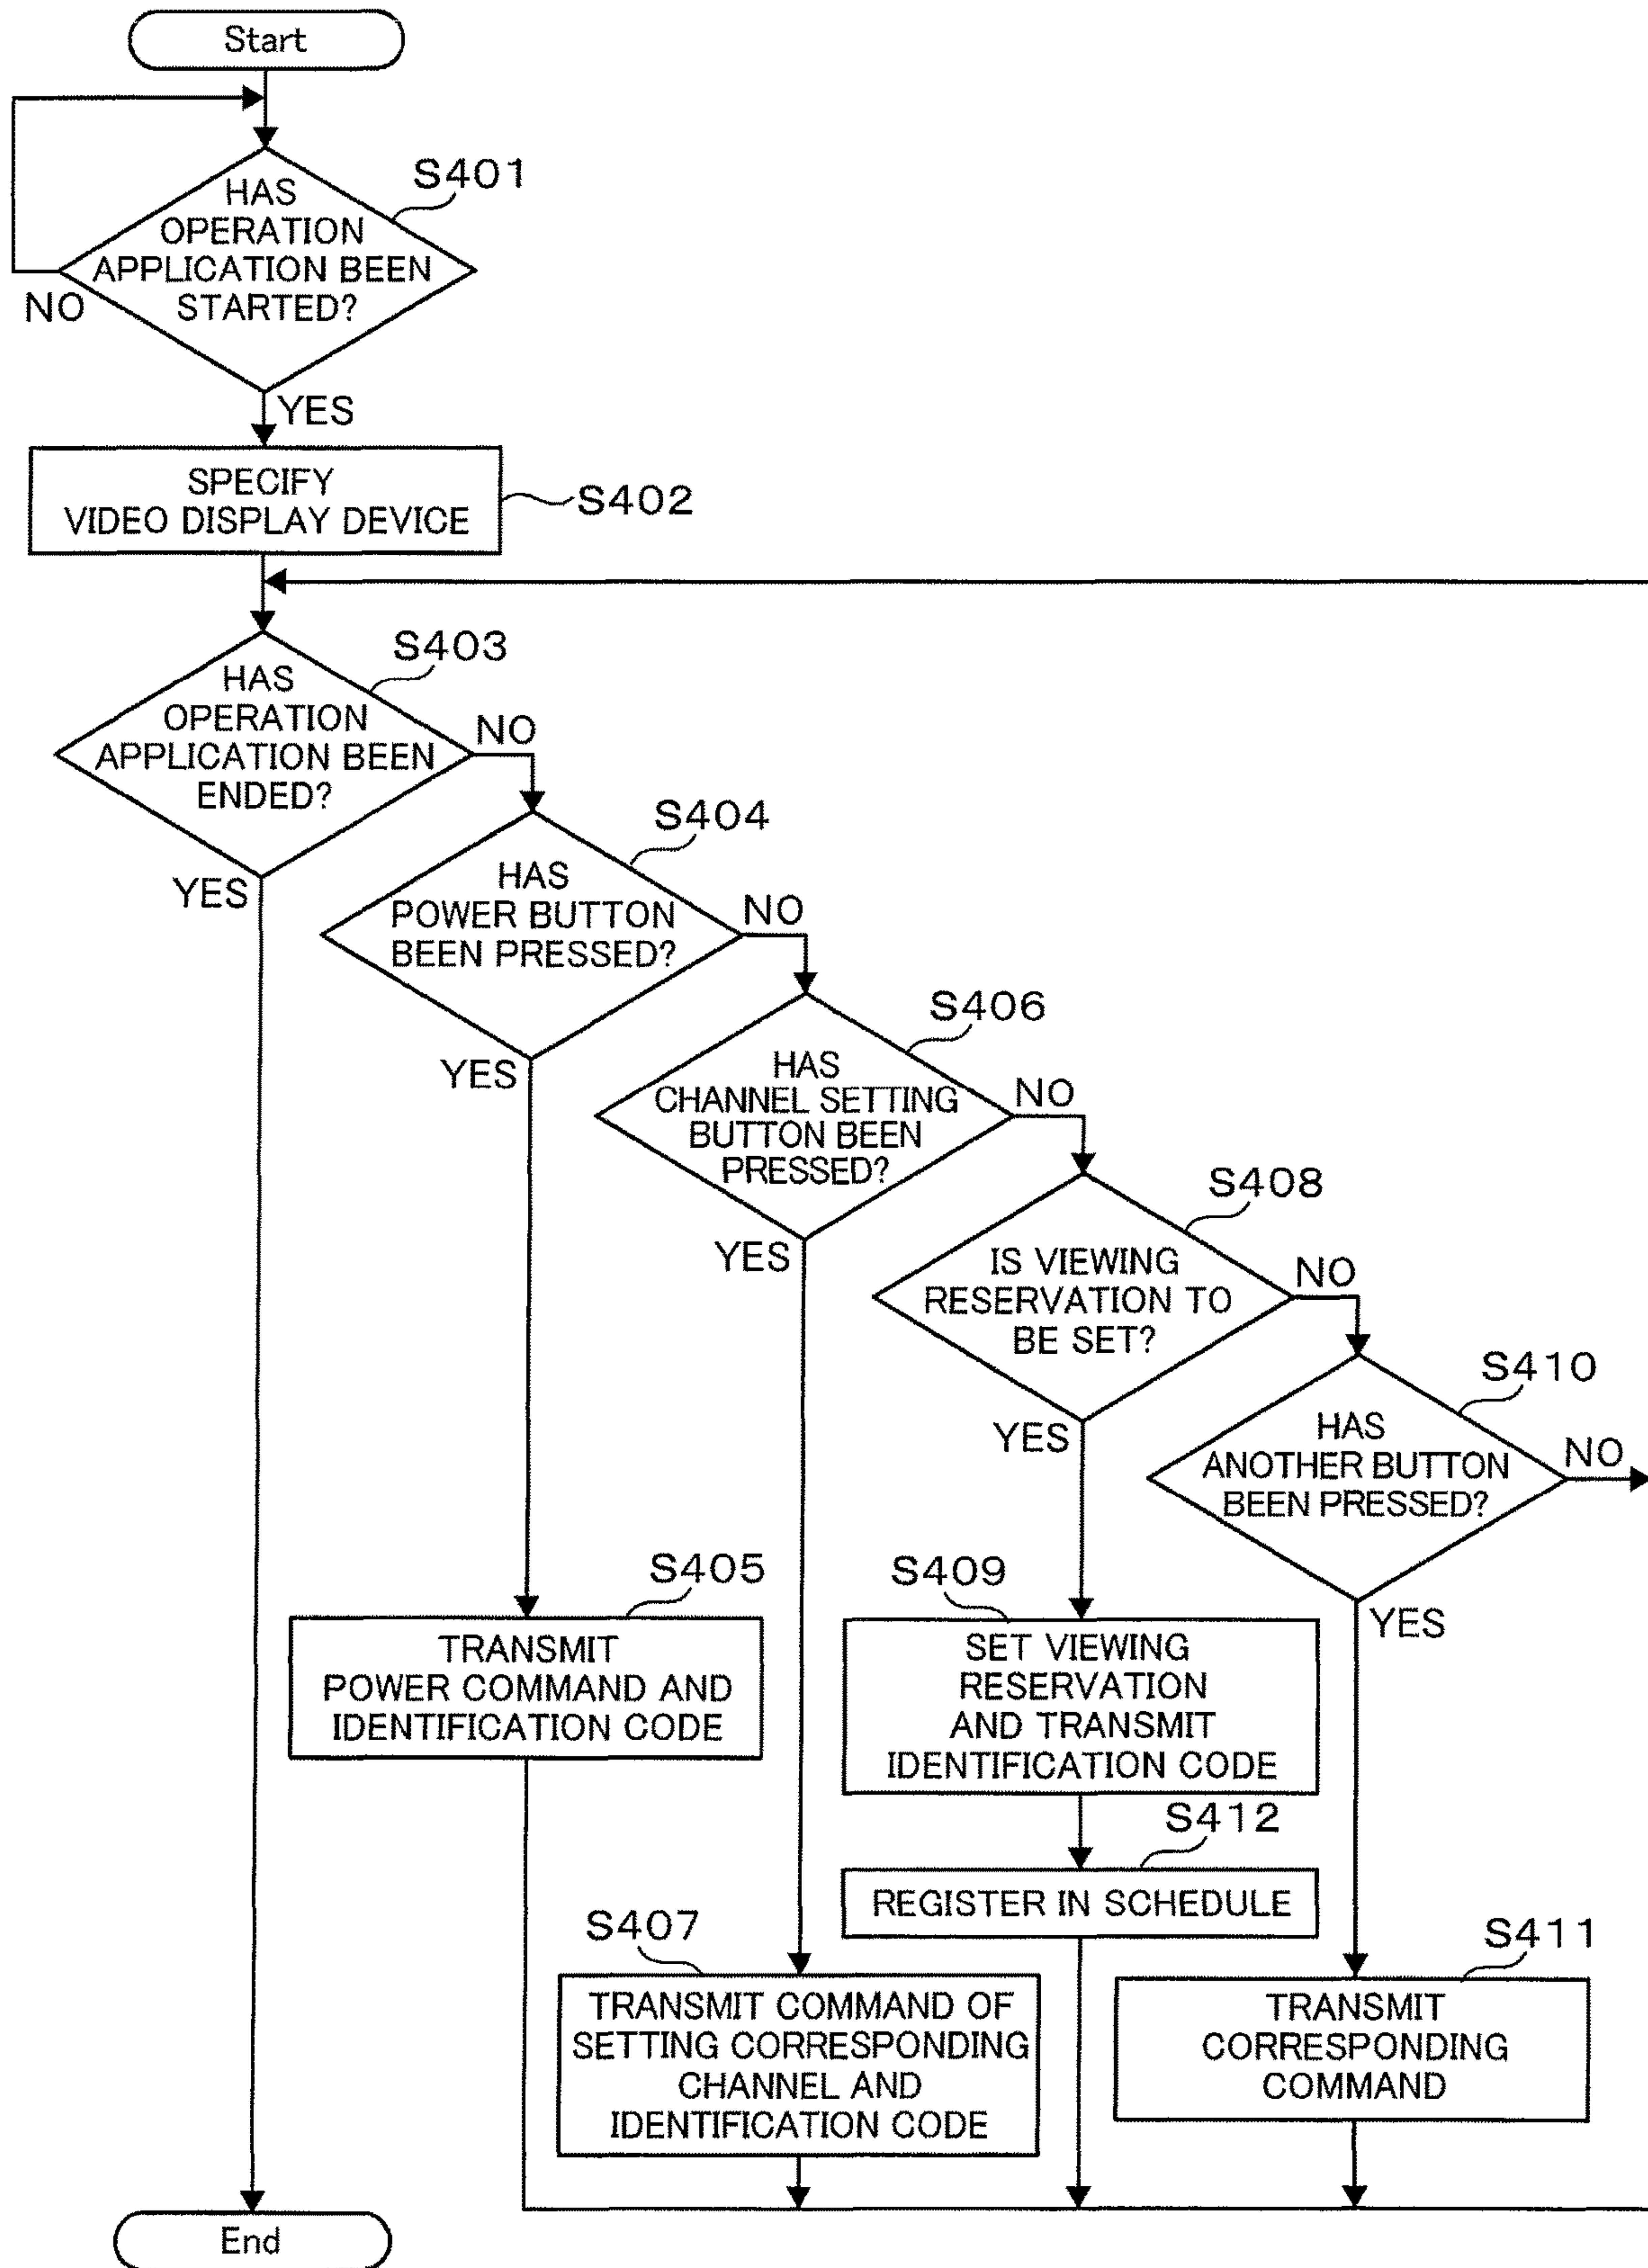 Start
S401
HAS
OPERATION
APPLICATION BEEN
STARTED?
NO
YES
SPECIFY
VIDEO DISPLAY DEVICE
S402
S403
HAS
OPERATION
APPLICATION BEEN
ENDED?
NO
YES
S404
HAS
POWER BUTTON
BEEN PRESSED?
NO
YES
S406
HAS
CHANNEL SETTING
BUTTON BEEN
PRESSED?
NO
YES
S408
IS VIEWING
RESERVATION TO
BE SET?
NO
YES
S410
HAS
ANOTHER BUTTON
BEEN PRESSED?
NO
YES
S405
TRANSMIT
POWER COMMAND AND
IDENTIFICATION CODE
S409
SET VIEWING
RESERVATION
AND TRANSMIT
IDENTIFICATION CODE
S412
REGISTER IN SCHEDULE
S407
TRANSMIT COMMAND OF
SETTING CORRESPONDING
CHANNEL AND
IDENTIFICATION CODE
S411
TRANSMIT
CORRESPONDING
COMMAND
End